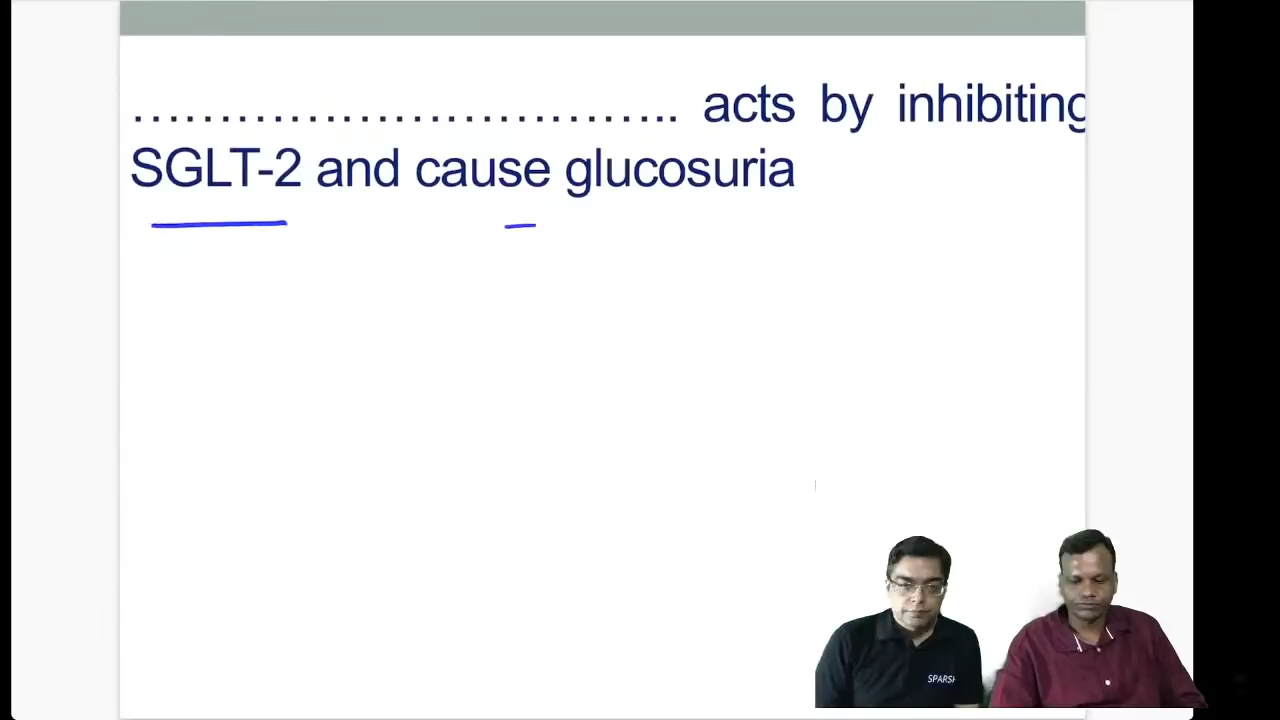 …………………………….. acts by inhibiting
SGLT-2 and cause glucosuria
SPARSH